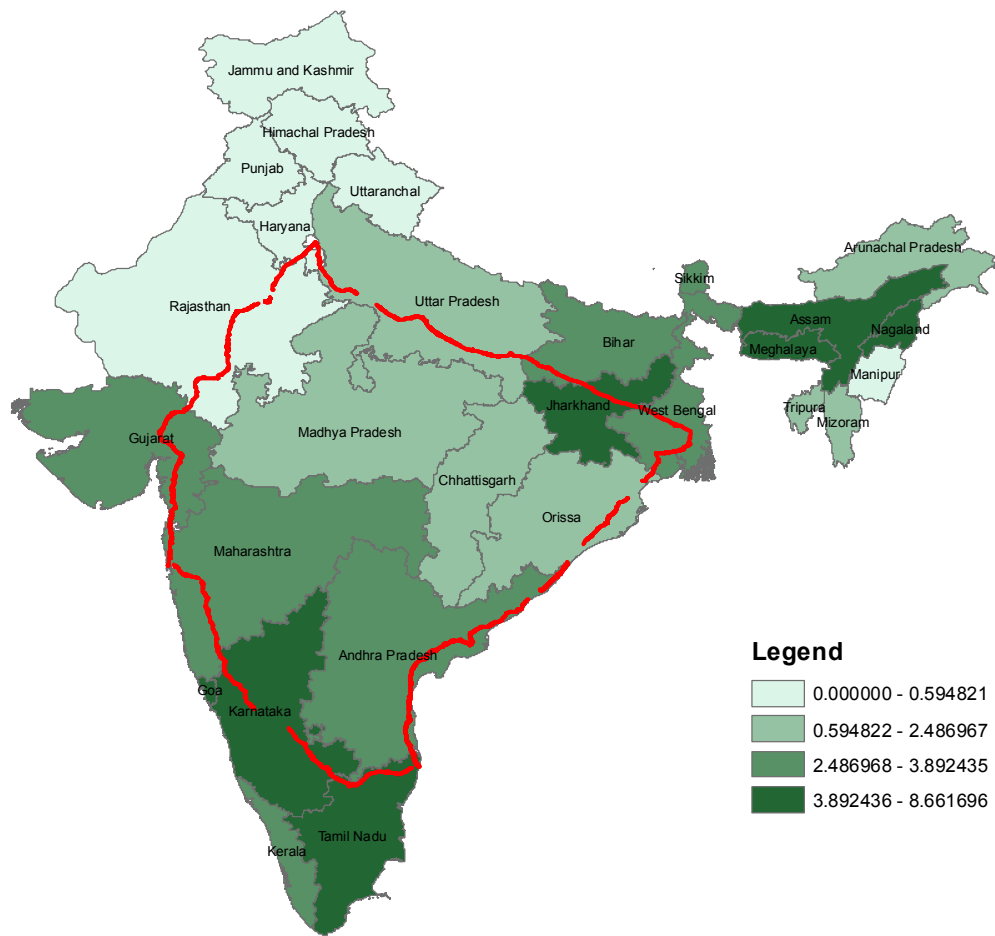 Jammu and Kashmir
Himachal Pradesh
Punjab
Uttaranchal
Haryana
Arunachal Pradesh
Sikkim
Rajasthan
Uttar Pradesh
Assam
Nagaland
Bihar
Meghalaya
Manipur
Jharkhand
West Bengal
Tripura
Mizoram
Gujarat
Madhya Pradesh
Chhattisgarh
Orissa
Maharashtra
Andhra Pradesh
Goa
Karnataka
Tamil Nadu
Kerala
Legend
0.000000 - 0.594821
0.594822 - 2.486967
2.486968 - 3.892435
3.892436 - 8.661696